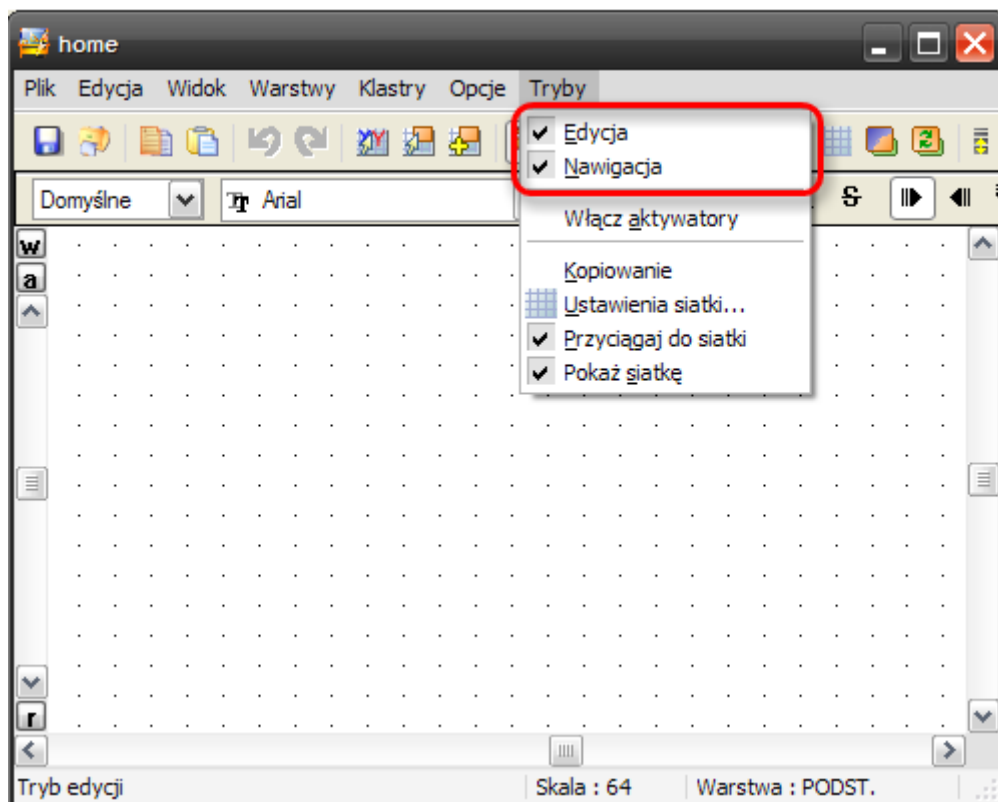 home
Plik Edycja Widok Warstwy Klastry Opcje Tryby
Edycja
Nawigacja
Domyślne Arial
Włącz aktywatory
Kopiowanie
Ustawienia siatki...
Przyciągaj do siatki
Pokaż siatkę
w
a
r
Tryb edycji Skala : 64 Warstwa : PODST.